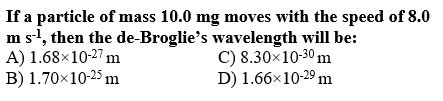 If a particle of mass 10.0 mg moves with the speed of 8.0
m s⁻¹, then the de-Broglie's wavelength will be:
A) 1.68×10⁻²⁷ m C) 8.30×10⁻³⁰ m
B) 1.70×10⁻²⁵ m D) 1.66×10⁻²⁹ m